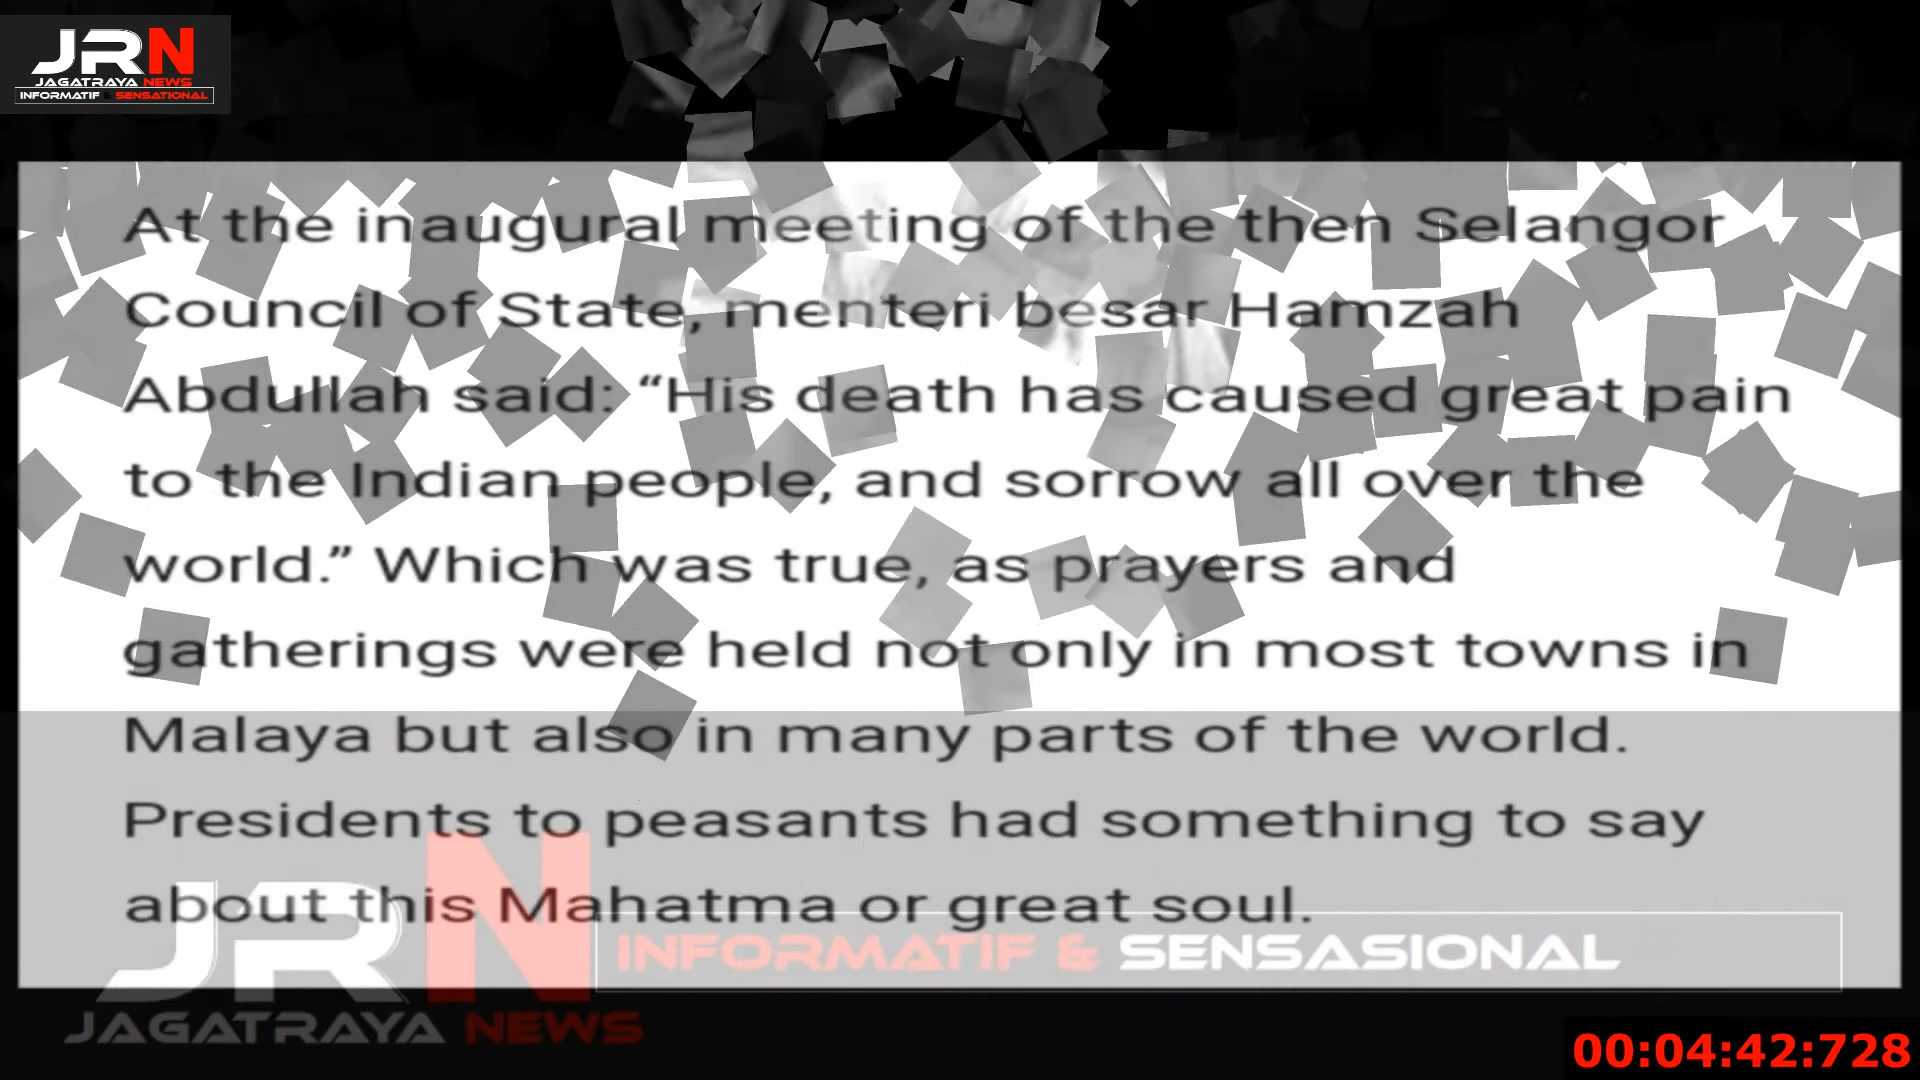 JRN
JAGATRAYA NEWS
INFORMATIF & SENSATIONAL
At the inaugural meeting of the then Selangor
Council of State, menteri besar Hamzah
Abdullah said: “His death has caused great pain
to the Indian people, and sorrow all over the
world.” Which was true, as prayers and
gatherings were held not only in most towns in
Malaya but also in many parts of the world.
Presidents to peasants had something to say
about this Mahatma or great soul.
JRN
INFORMATIF & SENSASIONAL
JAGATRAYA NEWS
00:04:42:728